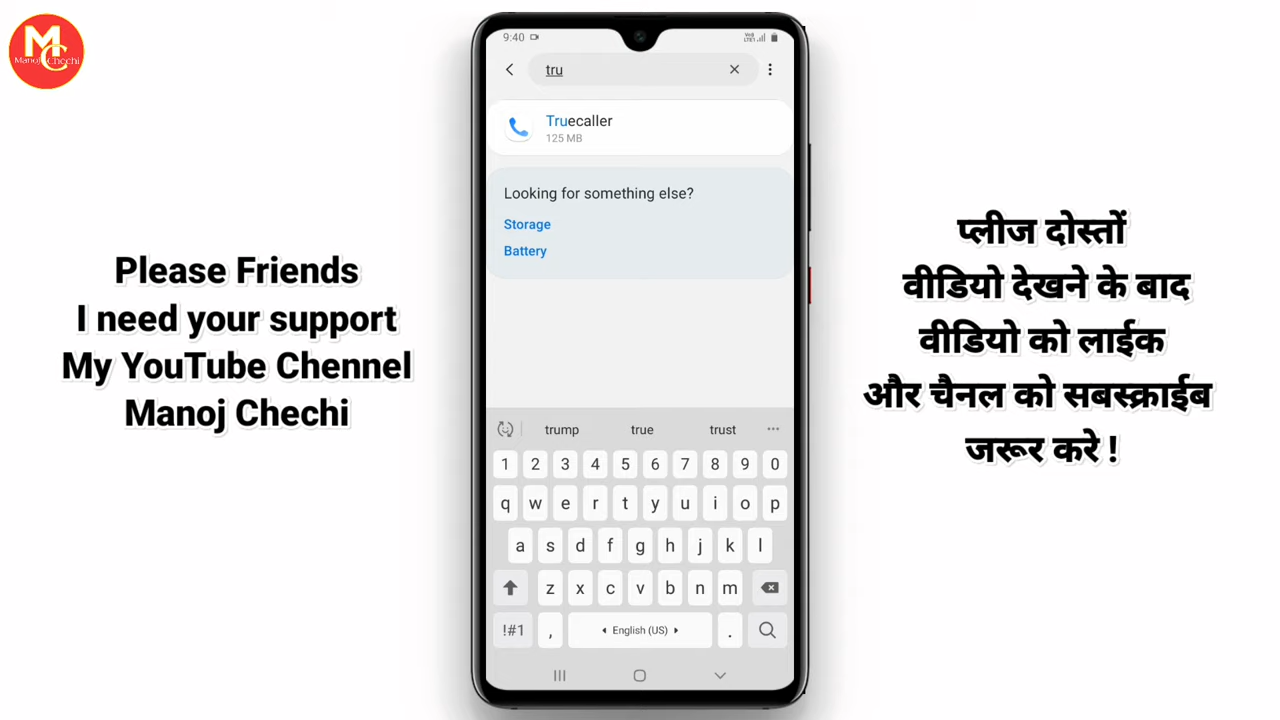 M
C
Manoj Chechi
Please Friends
I need your support
My YouTube Chennel
Manoj Chechi
9:40
VoI) LTE1
tru
Truecaller
125 MB
Looking for something else?
Storage
Battery
trump true trust
1 2 3 4 5 6 7 8 9 0
q w e r t y u i o p
a s d f g h j k l
z x c v b n m
!#1 , English (US) .
प्लीज दोस्तों
वीडियो देखने के बाद
वीडियो को लाईक
और चैनल को सबस्क्राईब
जरूर करे !